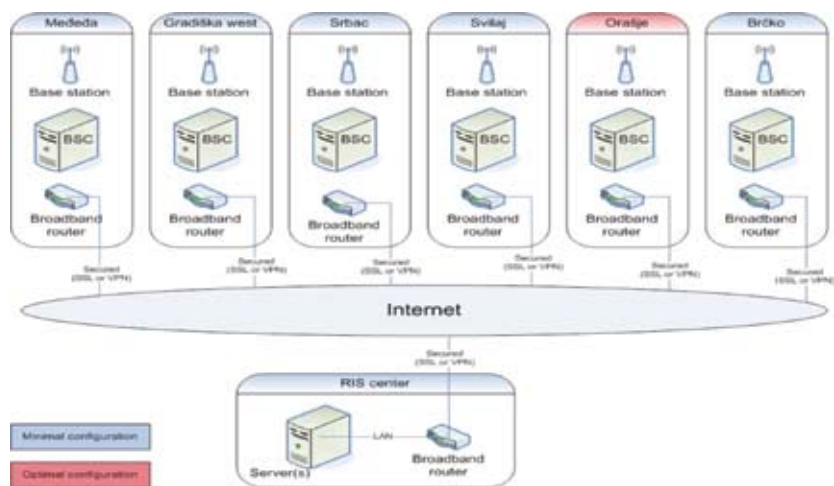 Međeđa
Gradiška west
Srbac
Svilaj
Orašje
Brčko
Base station
Base station
Base station
Base station
Base station
Base station
BSC
BSC
BSC
BSC
BSC
BSC
Broadband
router
Broadband
router
Broadband
router
Broadband
router
Broadband
router
Broadband
router
Secured
(SSL or VPN)
Secured
(SSL or VPN)
Secured
(SSL or VPN)
Secured
(SSL or VPN)
Secured
(SSL or VPN)
Secured
(SSL or VPN)
Internet
Secured
(SSL or VPN)
RIS center
LAN
Server(s)
Broadband
router
Minimal configuration
Optimal configuration